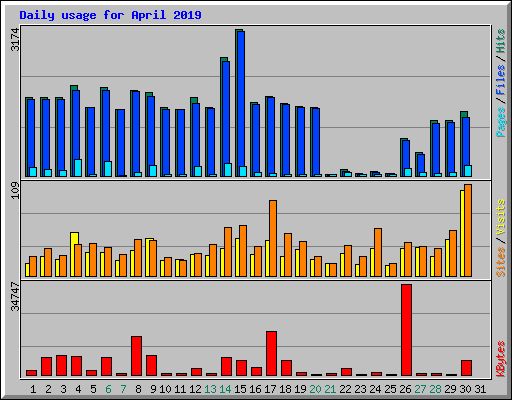 Daily usage for April 2019
3174
Pages / Files / Hits
109
Sites / Visits
34747
KBytes
1 2 3 4 5 6 7 8 9 10 11 12 13 14 15 16 17 18 19 20 21 22 23 24 25 26 27 28 29 30 31